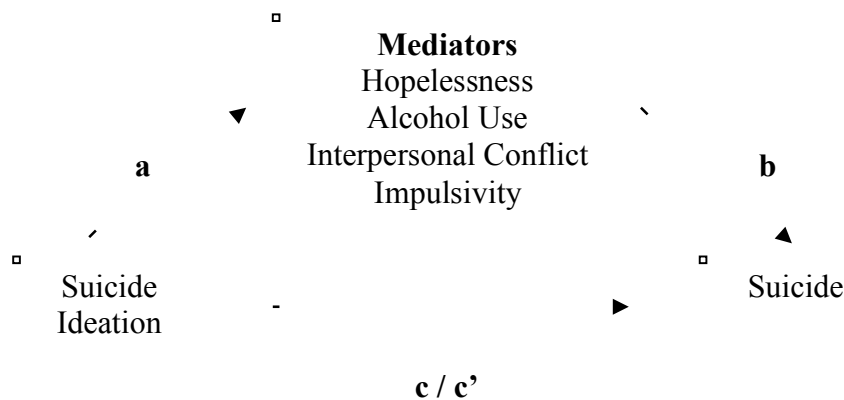 Mediators
Hopelessness
Alcohol Use
Interpersonal Conflict
Impulsivity
a
b
Suicide
Ideation
Suicide
c / c’